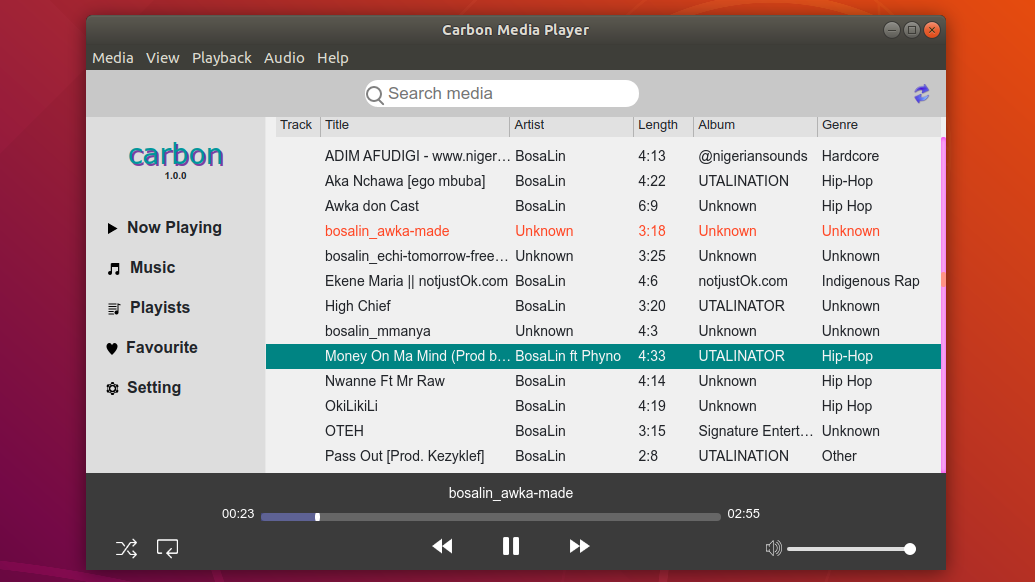 Carbon Media Player
Media View Playback Audio Help
Search media
carbon
1.0.0
Now Playing
Music
Playists
Favourite
Setting
Track Title Artist Length Album Genre
ADIM AFUDIGI - www.niger… BosaLin 4:13 @nigeriansounds Hardcore
Aka Nchawa [ego mbuba] BosaLin 4:22 UTALINATION Hip-Hop
Awka don Cast BosaLin 6:9 Unknown Hip Hop
bosalin_awka-made Unknown 3:18 Unknown Unknown
bosalin_echi-tomorrow-free… Unknown 3:25 Unknown Unknown
Ekene Maria || notjustOk.com BosaLin 4:6 notjustOk.com Indigenous Rap
High Chief BosaLin 3:20 UTALINATOR Unknown
bosalin_mmanya Unknown 4:3 Unknown Unknown
Money On Ma Mind (Prod b… BosaLin ft Phyno 4:33 UTALINATOR Hip-Hop
Nwanne Ft Mr Raw BosaLin 4:14 Unknown Hip Hop
OkiLikiLi BosaLin 4:19 Unknown Hip Hop
OTEH BosaLin 3:15 Signature Entert… Unknown
Pass Out [Prod. Kezyklef] BosaLin 2:8 UTALINATION Other
bosalin_awka-made
00:23 02:55